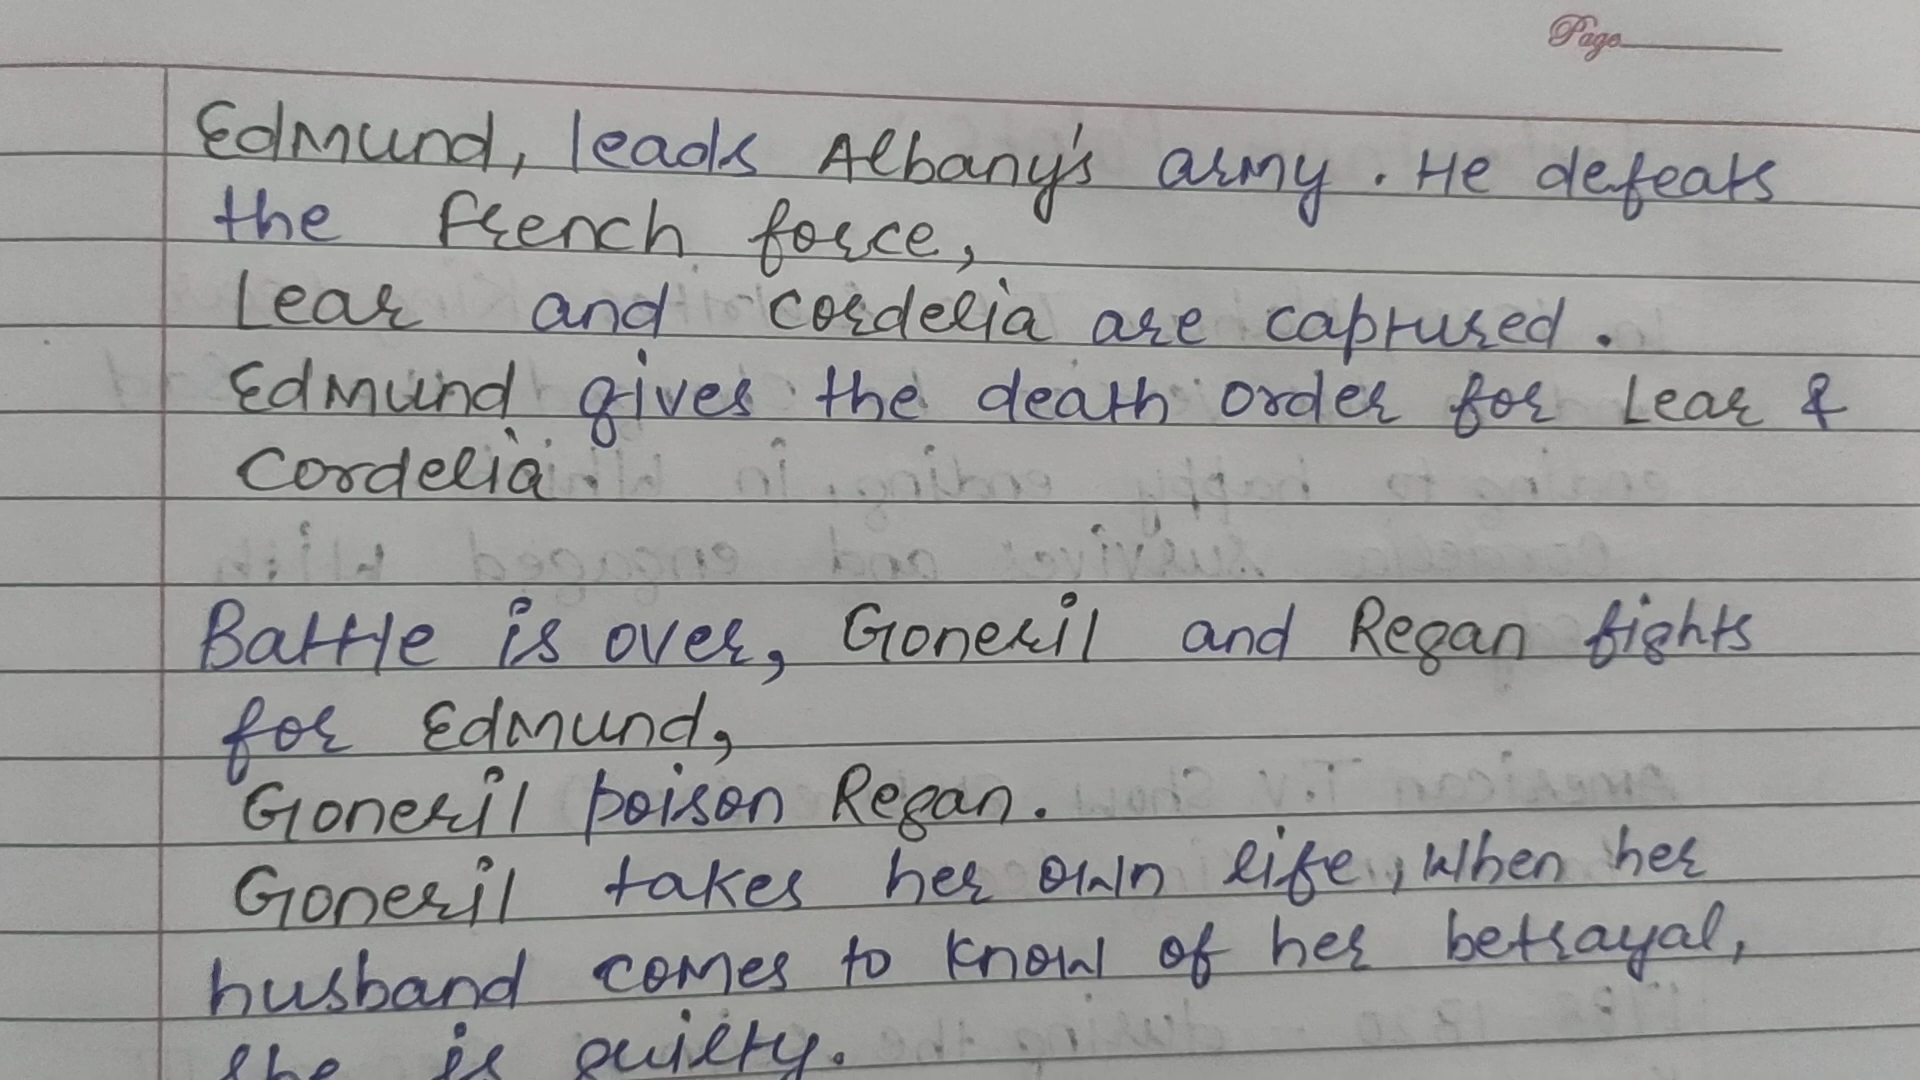 Page
Edmund, leads Albany's army. He defeats
the French force,
Lear and Cordelia are captured.
Edmund gives the death order for Lear &
Cordelia.
Battle is over, Goneril and Regan fights
for Edmund,
Goneril poison Regan.
Goneril takes her own life, when her
husband comes to know of her betrayal,
she is guilty.